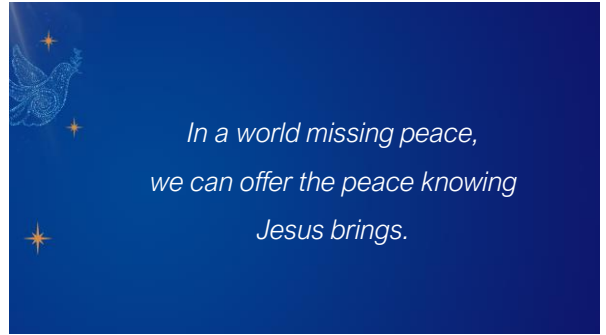 In a world missing peace,
we can offer the peace knowing
Jesus brings.